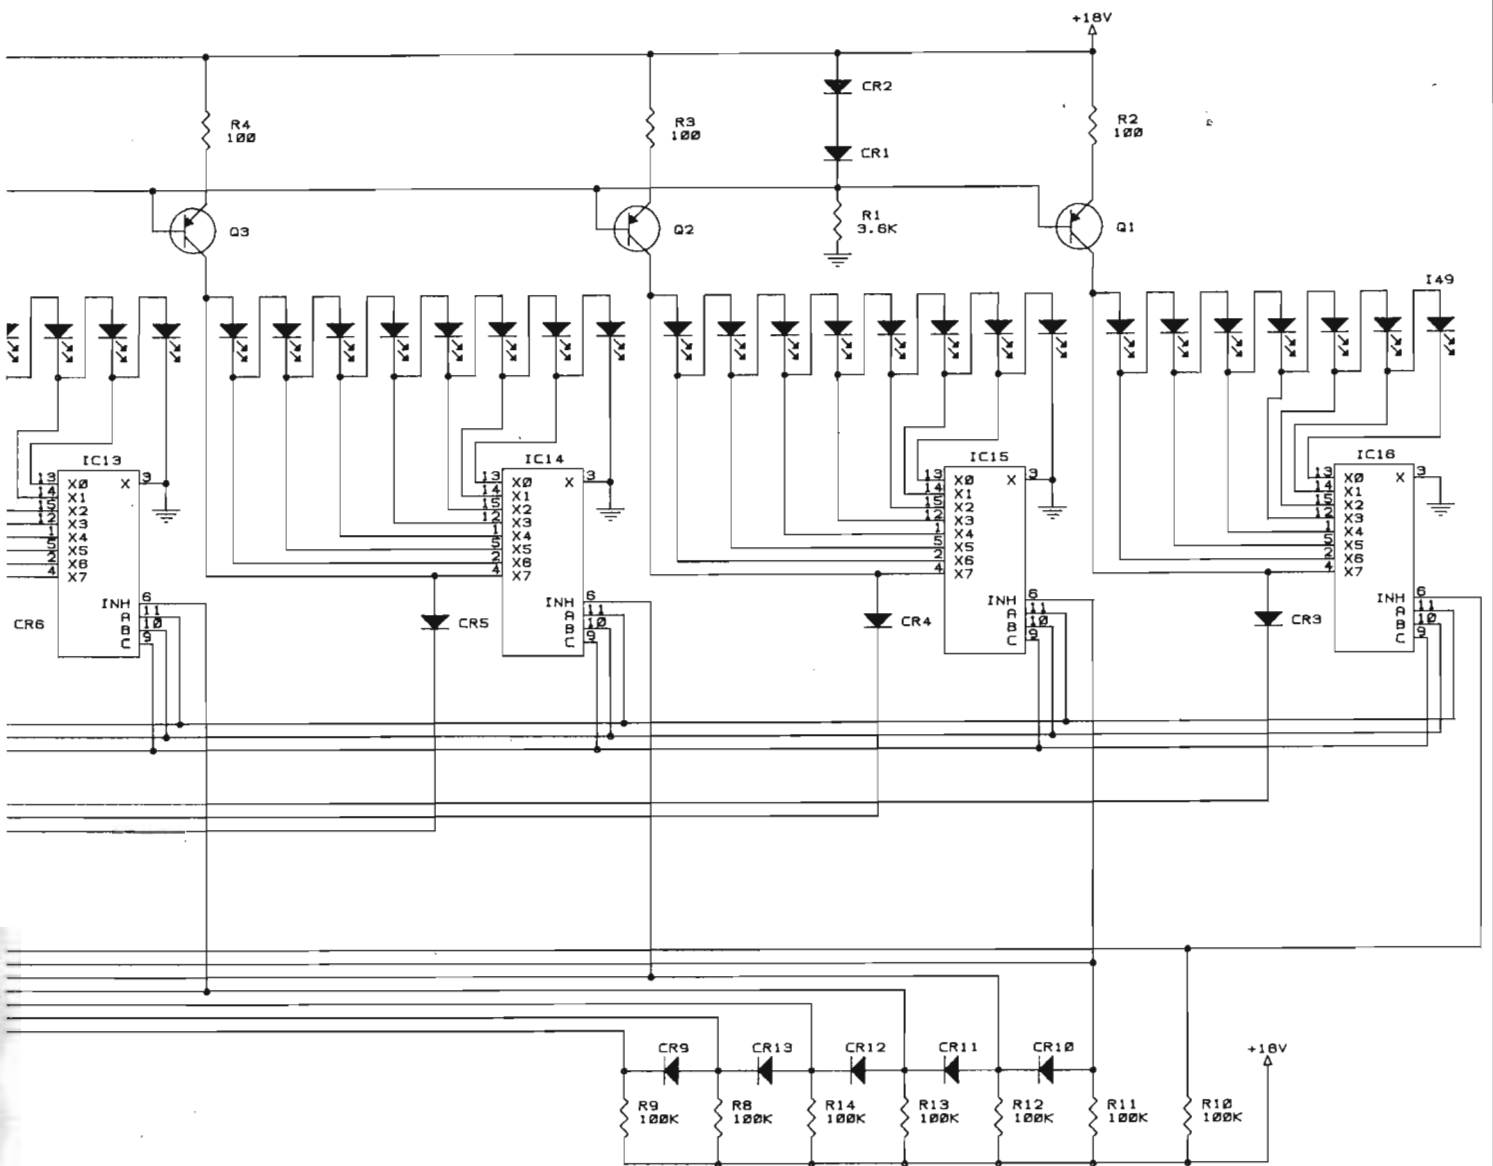 +18V
CR2
R4
100
R3
100
R2
100
CR1
Q3
Q2
R1
3.6K
Q1
I49
IC13
IC14
IC15
IC16
13 X0 X 3
14 X1
15 X2
12 X3
1 X4
5 X5
2 X6
4 X7
INH 6
A 11
B 10
C 9
13 X0 X 3
14 X1
15 X2
12 X3
1 X4
5 X5
2 X6
4 X7
INH 6
A 11
B 10
C 9
13 X0 X 3
14 X1
15 X2
12 X3
1 X4
5 X5
2 X6
4 X7
INH 6
A 11
B 10
C 9
13 X0 X 3
14 X1
15 X2
12 X3
1 X4
5 X5
2 X6
4 X7
INH 6
A 11
B 10
C 9
CR6
CR5
CR4
CR3
CR9
CR13
CR12
CR11
CR10
+18V
R9
100K
R8
100K
R14
100K
R13
100K
R12
100K
R11
100K
R10
100K